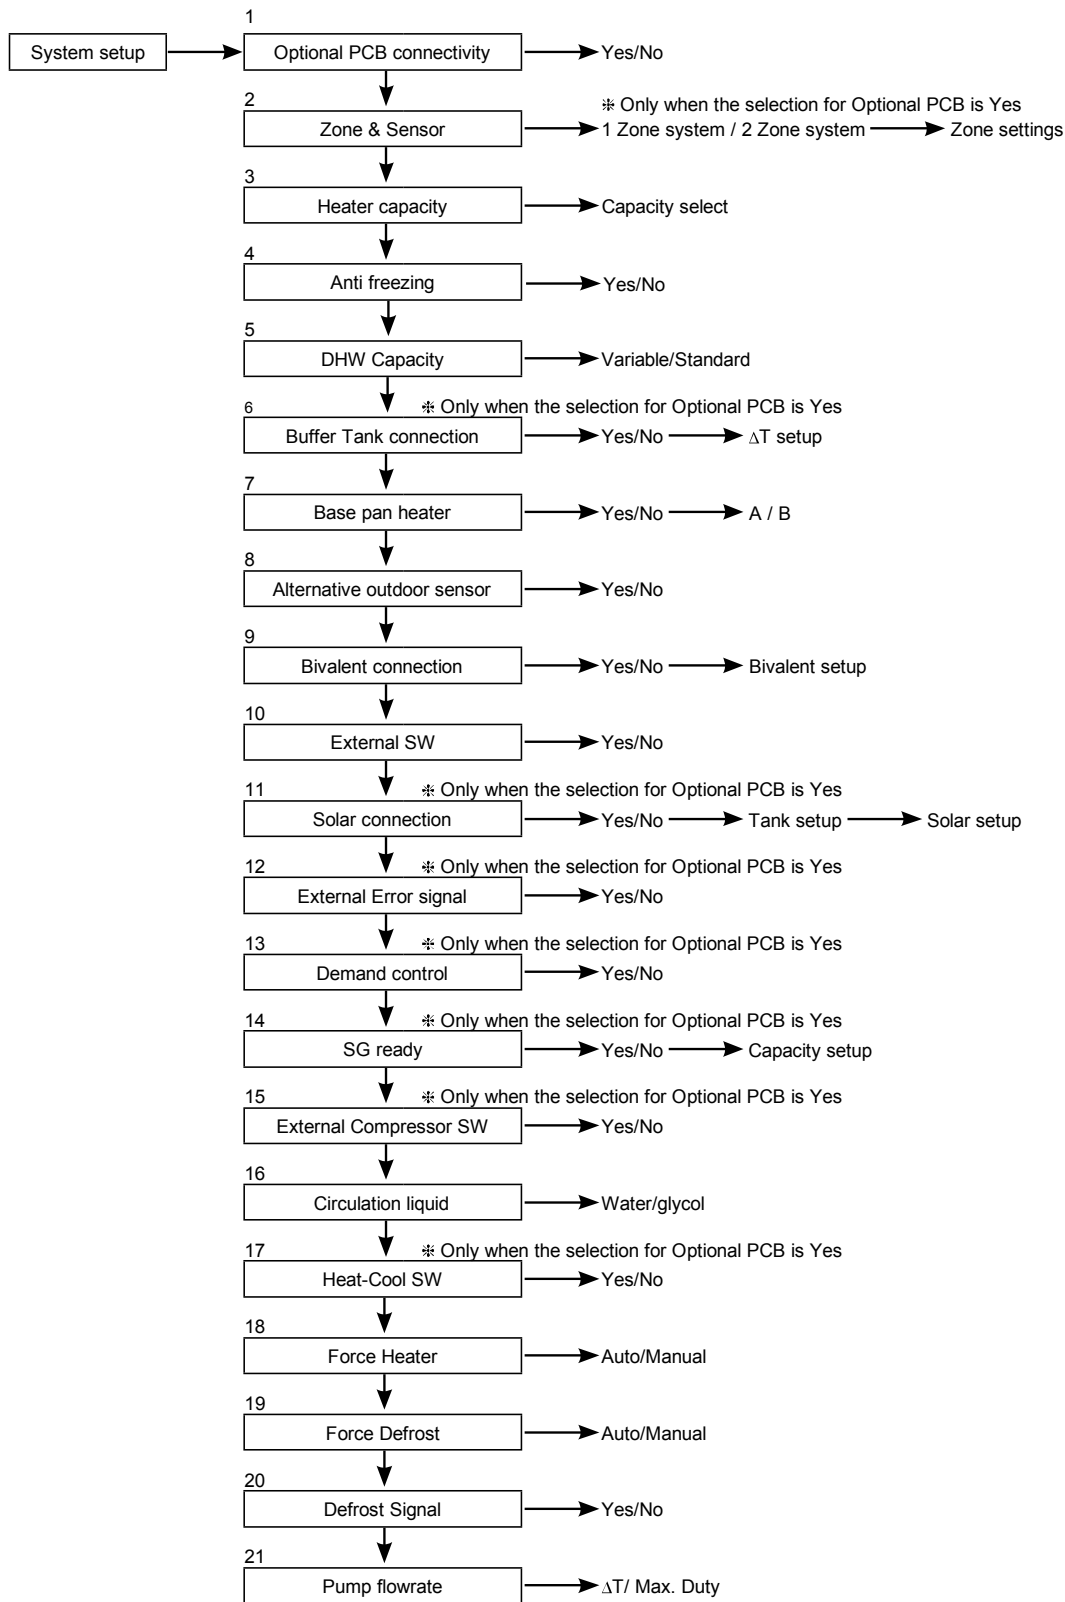 1
System setup
Optional PCB connectivity
Yes/No
2
❈ Only when the selection for Optional PCB is Yes
Zone & Sensor
1 Zone system / 2 Zone system
Zone settings
3
Heater capacity
Capacity select
4
Anti freezing
Yes/No
5
DHW Capacity
Variable/Standard
6
❈ Only when the selection for Optional PCB is Yes
Buffer Tank connection
Yes/No
ΔT setup
7
Base pan heater
Yes/No
A / B
8
Alternative outdoor sensor
Yes/No
9
Bivalent connection
Yes/No
Bivalent setup
10
External SW
Yes/No
11
❈ Only when the selection for Optional PCB is Yes
Solar connection
Yes/No
Tank setup
Solar setup
12
❈ Only when the selection for Optional PCB is Yes
External Error signal
Yes/No
13
❈ Only when the selection for Optional PCB is Yes
Demand control
Yes/No
14
❈ Only when the selection for Optional PCB is Yes
SG ready
Yes/No
Capacity setup
15
❈ Only when the selection for Optional PCB is Yes
External Compressor SW
Yes/No
16
Circulation liquid
Water/glycol
17
❈ Only when the selection for Optional PCB is Yes
Heat-Cool SW
Yes/No
18
Force Heater
Auto/Manual
19
Force Defrost
Auto/Manual
20
Defrost Signal
Yes/No
21
Pump flowrate
ΔT/ Max. Duty